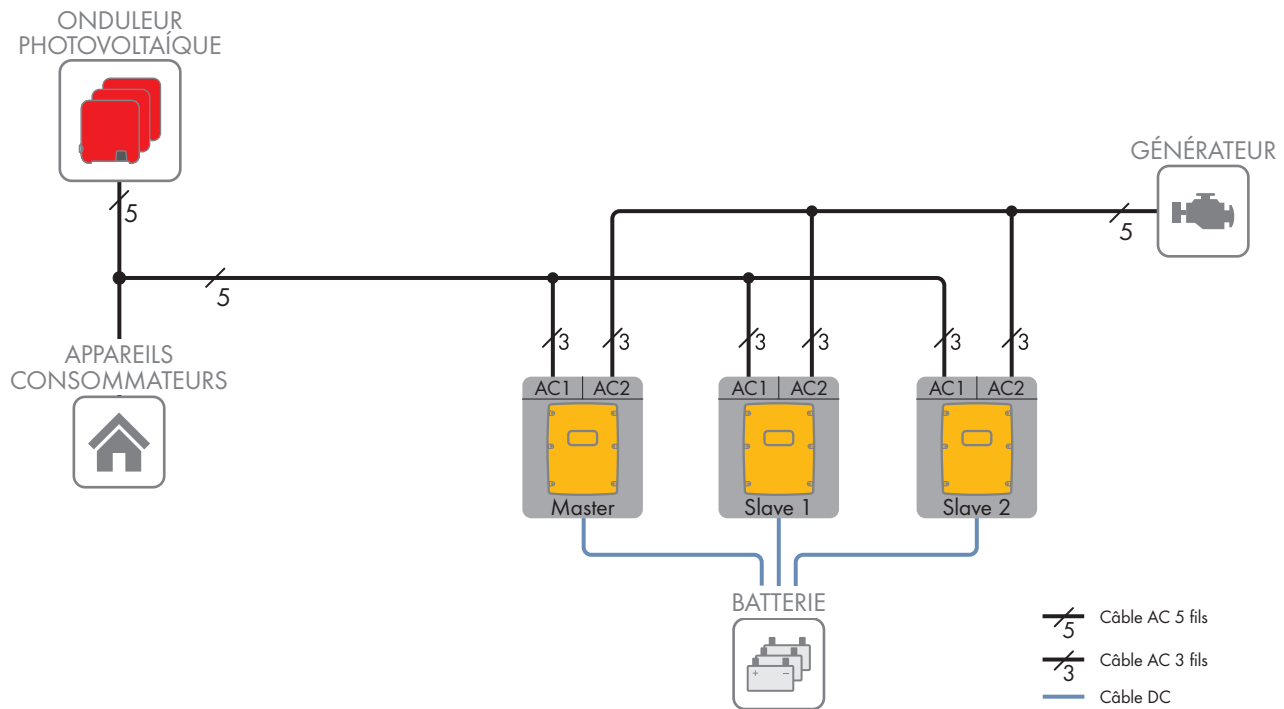 ONDULEUR
PHOTOVOLTAÍQUE
GÉNÉRATEUR
5
5
5
3
3
3
3
3
3
APPAREILS
CONSOMMATEURS
AC1 AC2
AC1 AC2
AC1 AC2
Master
Slave 1
Slave 2
BATTERIE
+ −
5 Câble AC 5 fils
3 Câble AC 3 fils
Câble DC